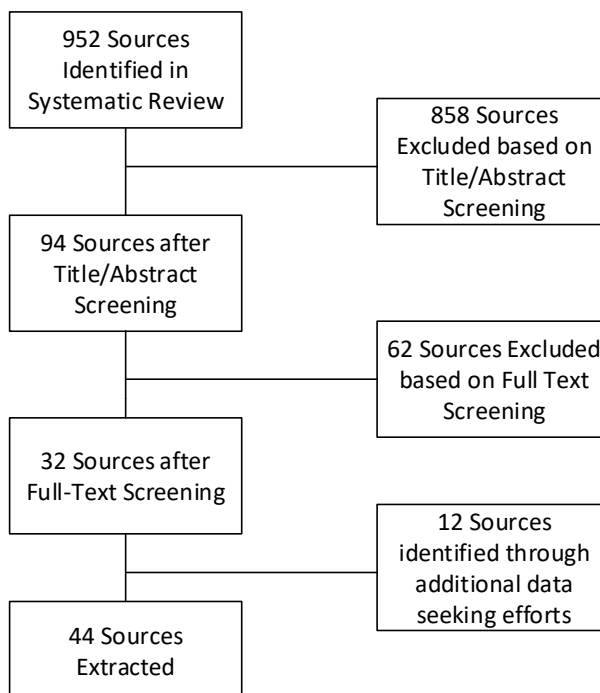 952 Sources
Identified in
Systematic Review
858 Sources
Excluded based on
Title/Abstract
Screening
94 Sources after
Title/Abstract
Screening
62 Sources Excluded
based on Full Text
Screening
32 Sources after
Full-Text Screening
12 Sources
identified through
additional data
seeking efforts
44 Sources
Extracted